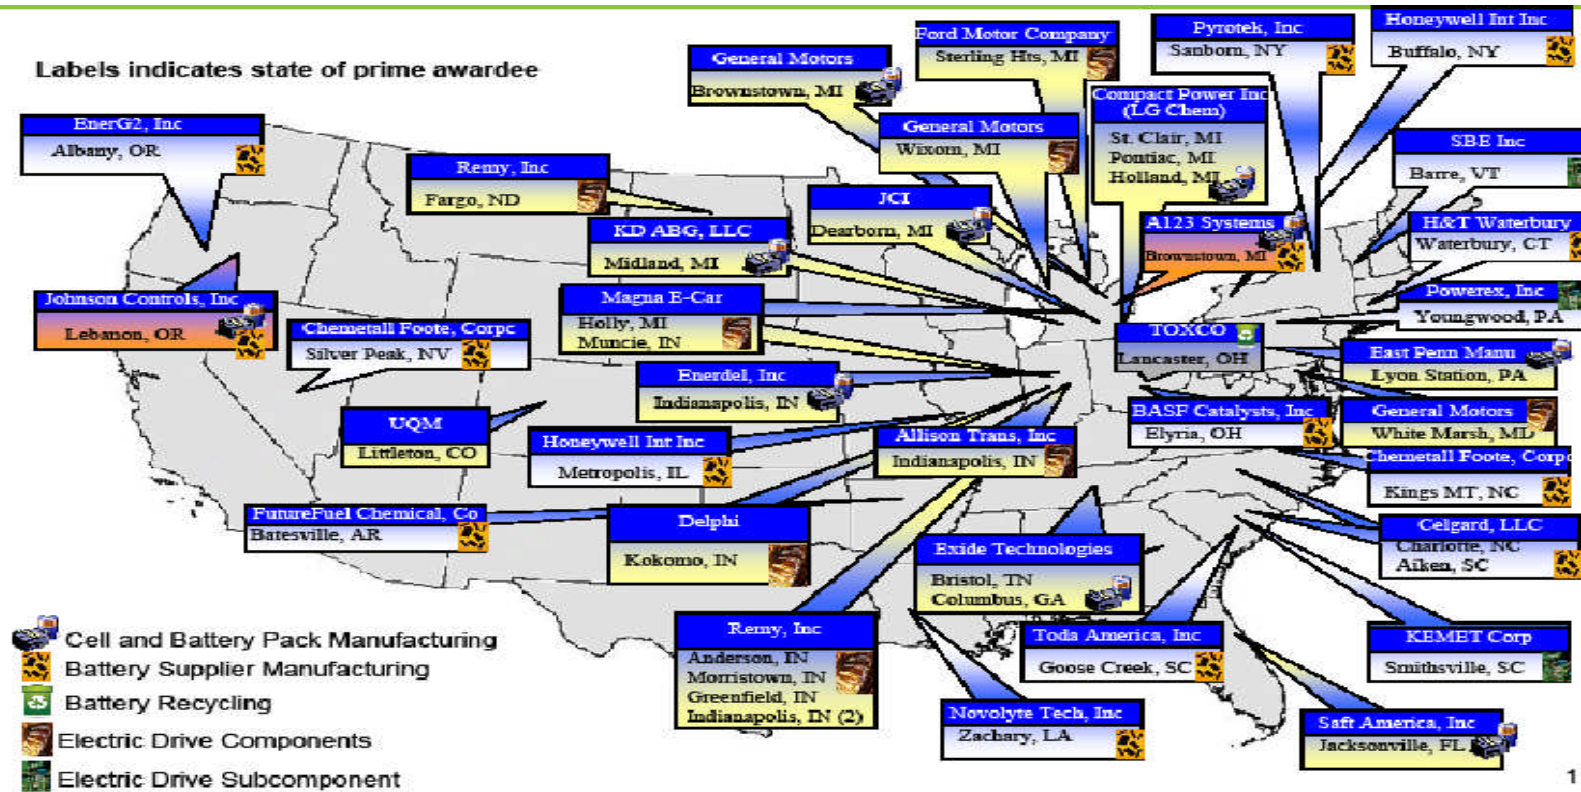 Labels indicates state of prime awardee
General Motors
Brownstown, MI
Ford Motor Company
Sterling Hts, MI
Pyrotek, Inc
Sanborn, NY
Honeywell Int Inc
Buffalo, NY
EnerG2, Inc
Albany, OR
Remy, Inc
Fargo, ND
General Motors
Wixom, MI
Compact Power Inc
(LG Chem)
St. Clair, MI
Pontiac, MI
Holland, MI
SBE Inc
Barre, VT
KD ABG, LLC
Midland, MI
JCI
Dearborn, MI
A123 Systems
Brownstown, MI
H&T Waterbury
Waterbury, CT
Johnson Controls, Inc
Lebanon, OR
Chemetall Foote, Corpc
Silver Peak, NV
Magna E-Car
Holly, MI
Muncie, IN
TOXCO
Lancaster, OH
Powerex, Inc
Youngwood, PA
Enerdel, Inc
Indianapolis, IN
East Penn Manu
Lyon Station, PA
UQM
Littleton, CO
Honeywell Int Inc
Metropolis, IL
Allison Trans, Inc
Indianapolis, IN
BASF Catalysts, Inc
Elyria, OH
General Motors
White Marsh, MD
Chemetall Foote, Corpc
Kings MT, NC
FutureFuel Chemical, Co
Batesville, AR
Delphi
Kokomo, IN
Exide Technologies
Bristol, TN
Columbus, GA
Celgard, LLC
Charlotte, NC
Aiken, SC
Remy, Inc
Anderson, IN
Morristown, IN
Greenfield, IN
Indianapolis, IN (2)
Toda America, Inc
Goose Creek, SC
KEMET Corp
Smithsville, SC
Novolyte Tech, Inc
Zachary, LA
Saft America, Inc
Jacksonville, FL
Cell and Battery Pack Manufacturing
Battery Supplier Manufacturing
Battery Recycling
Electric Drive Components
Electric Drive Subcomponent
1